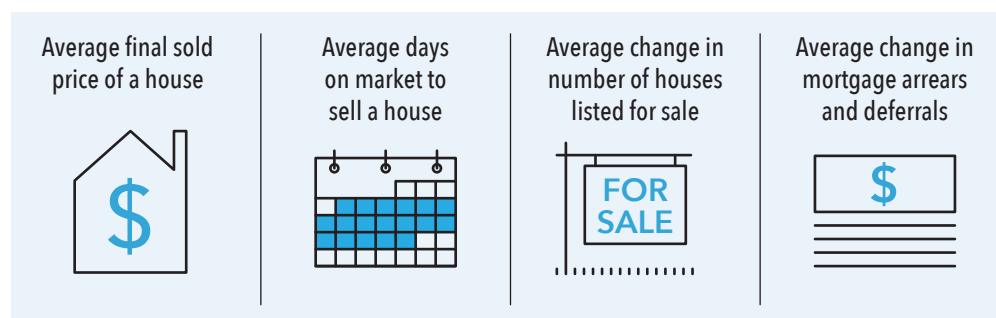 Average final sold
price of a house
$
Average days
on market to
sell a house
Average change in
number of houses
listed for sale
FOR
SALE
Average change in
mortgage arrears
and deferrals
$